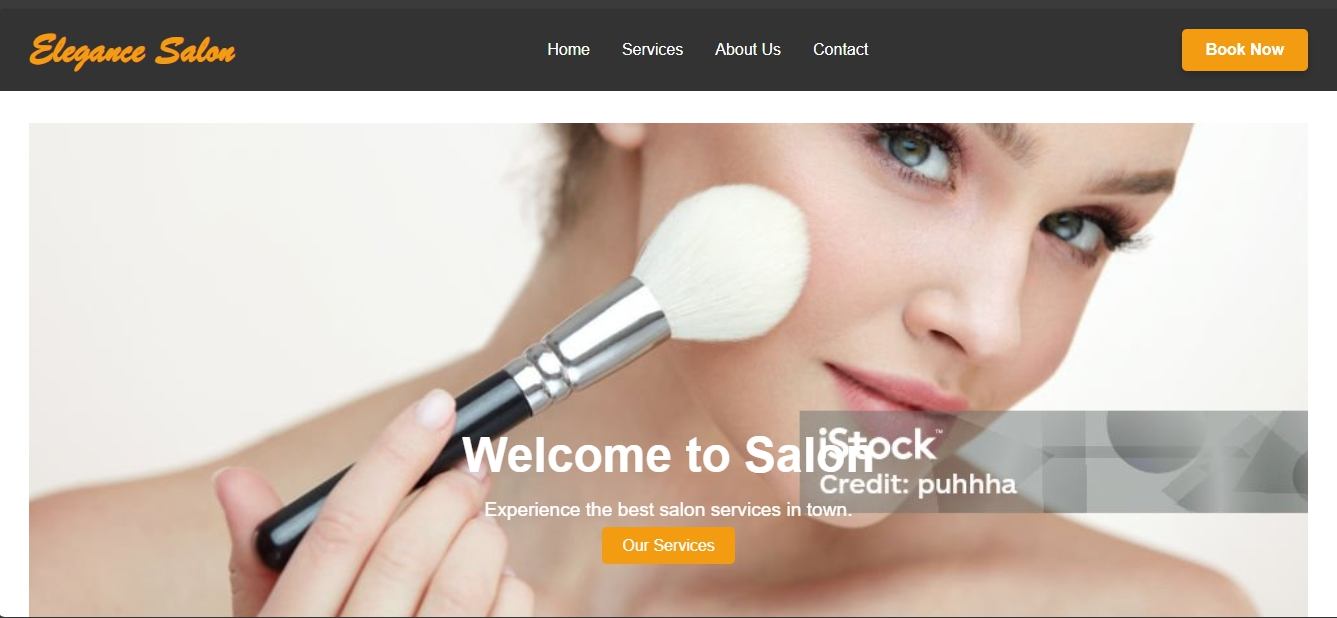 Elegance Salon
Home Services About Us Contact
Book Now
iStock™
Welcome to Salon
Credit: puhhha
Experience the best salon services in town.
Our Services